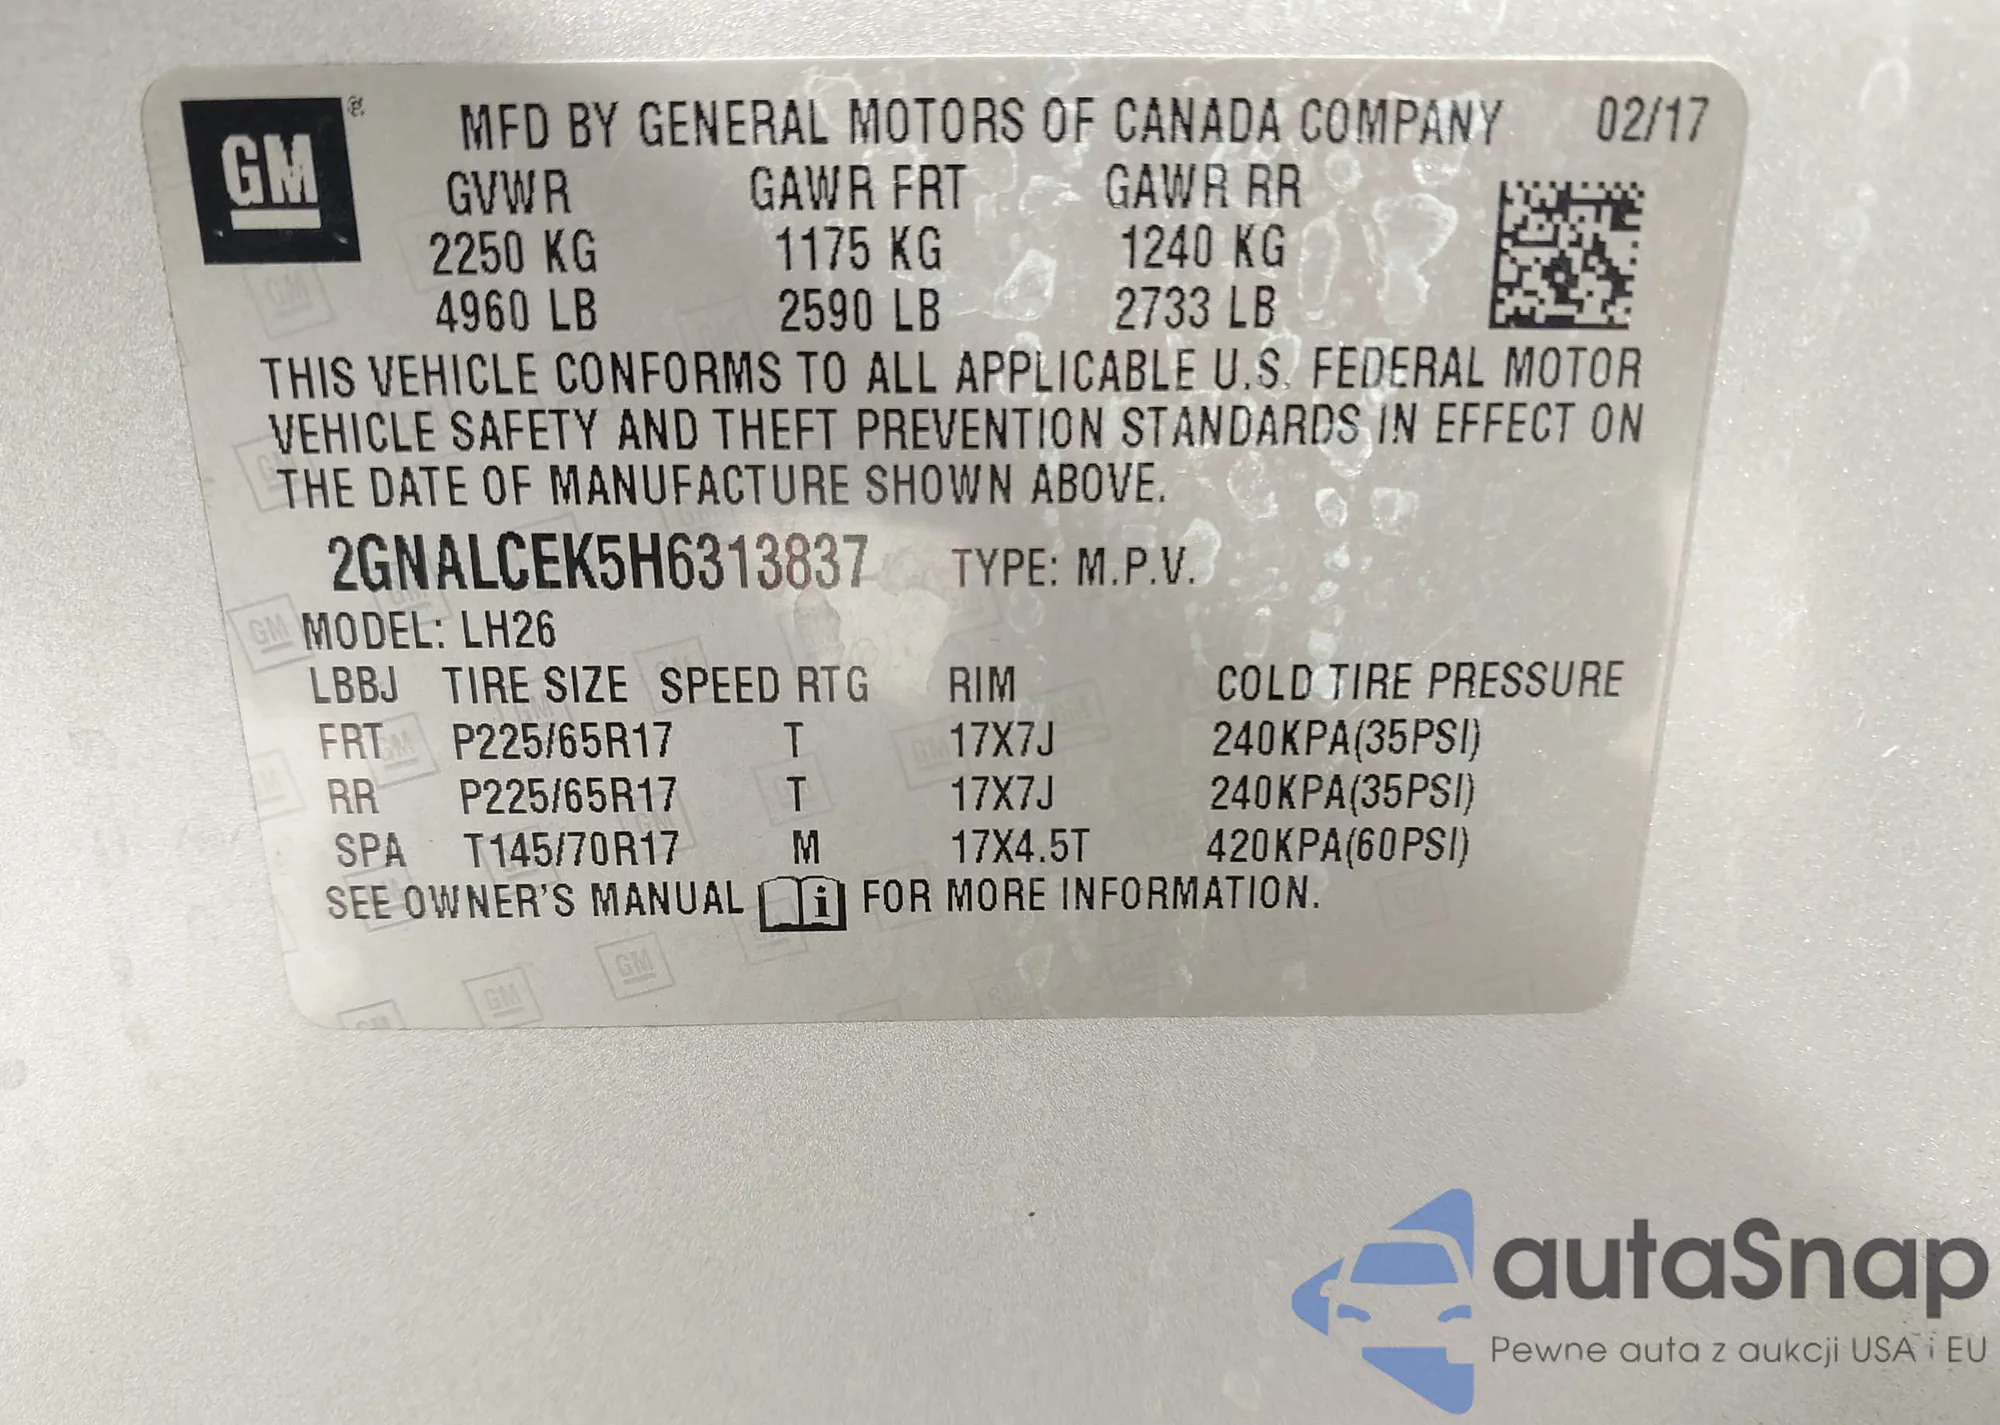 GM ® MFD BY GENERAL MOTORS OF CANADA COMPANY 02/17
GVWR GAWR FRT GAWR RR
2250 KG 1175 KG 1240 KG
4960 LB 2590 LB 2733 LB
THIS VEHICLE CONFORMS TO ALL APPLICABLE U.S. FEDERAL MOTOR
VEHICLE SAFETY AND THEFT PREVENTION STANDARDS IN EFFECT ON
THE DATE OF MANUFACTURE SHOWN ABOVE.
2GNALCEK5H6313837 TYPE: M.P.V.
MODEL: LH26
LBBJ TIRE SIZE SPEED RTG RIM COLD TIRE PRESSURE
FRT P225/65R17 T 17X7J 240KPA(35PSI)
RR P225/65R17 T 17X7J 240KPA(35PSI)
SPA T145/70R17 M 17X4.5T 420KPA(60PSI)
SEE OWNER'S MANUAL i FOR MORE INFORMATION.
autaSnap
Pewne auta z aukcji USA i EU